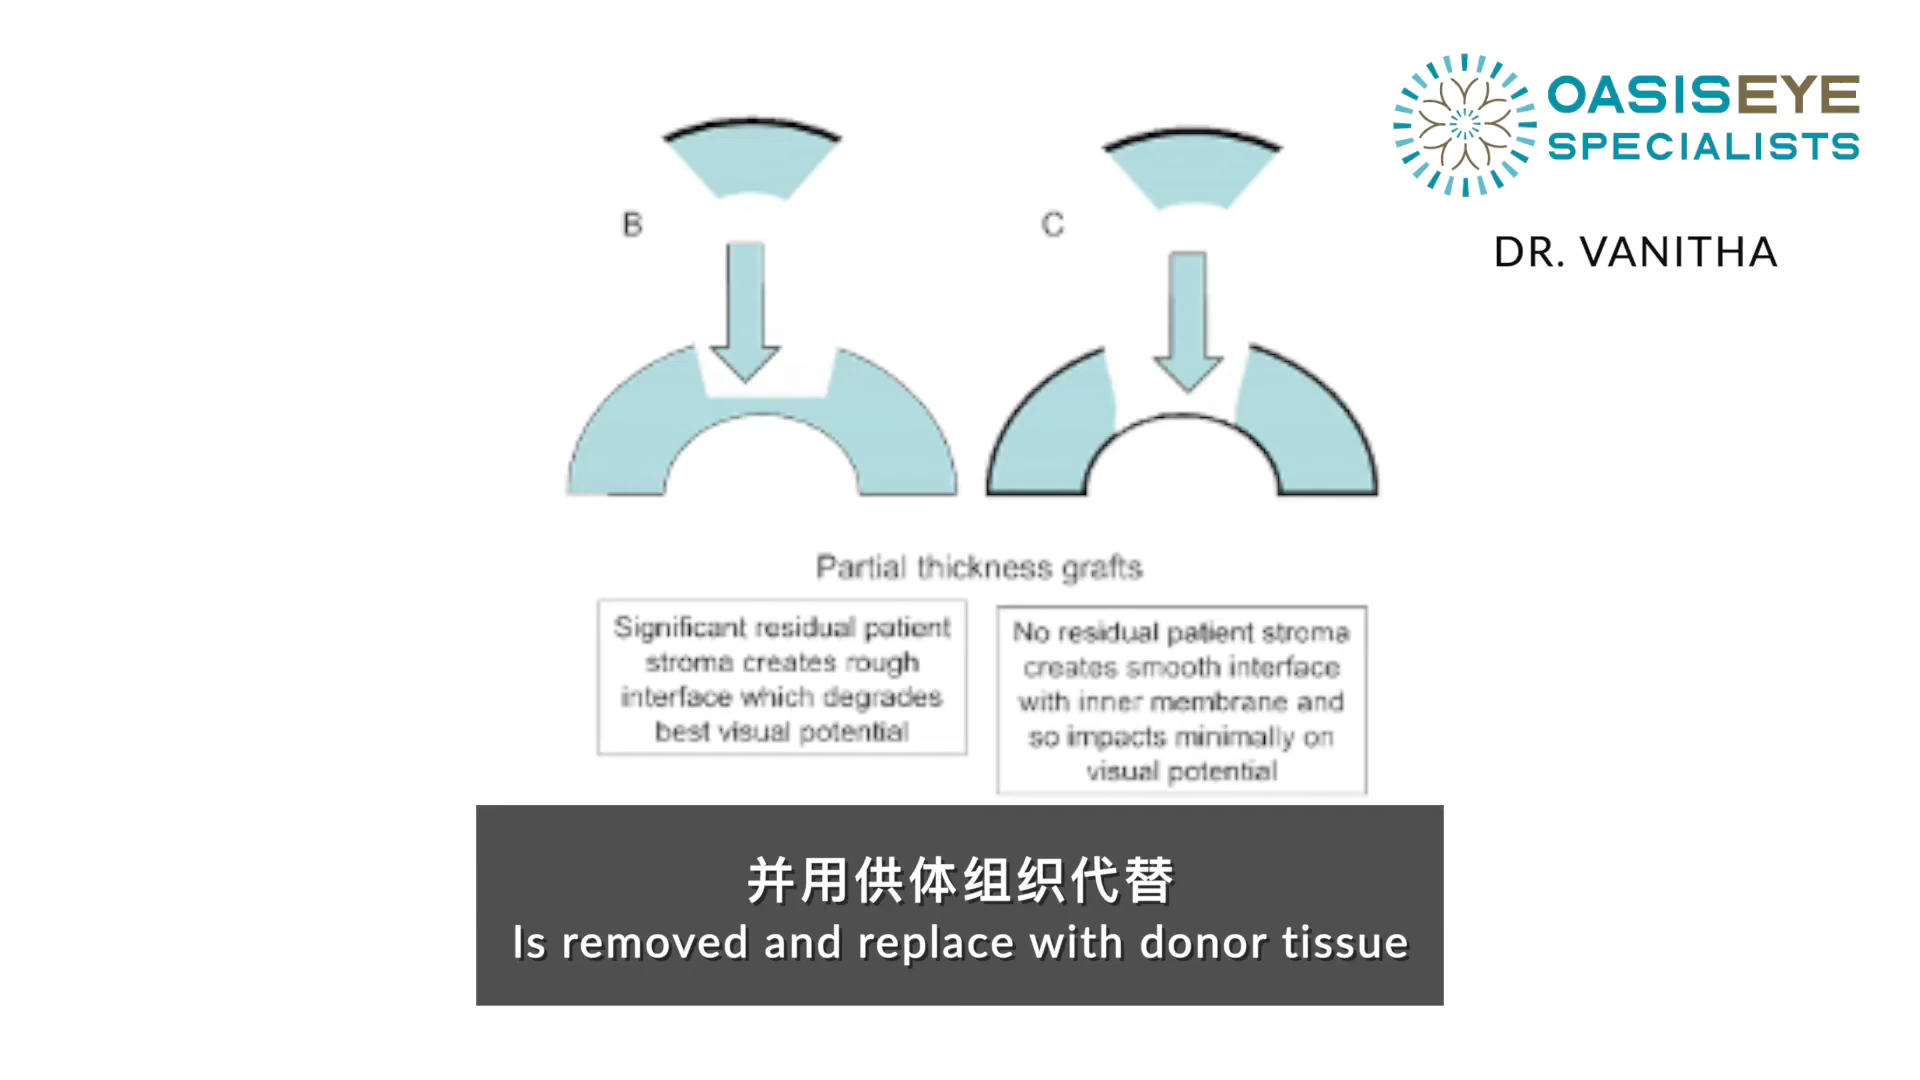 OASISEYE
SPECIALISTS
DR. VANITHA
B
C
Partial thickness grafts
Significant residual patient
stroma creates rough
interface which degrades
best visual potential
No residual patient stroma
creates smooth interface
with inner membrane and
so impacts minimally on
visual potential
并用供体组织代替
Is removed and replace with donor tissue